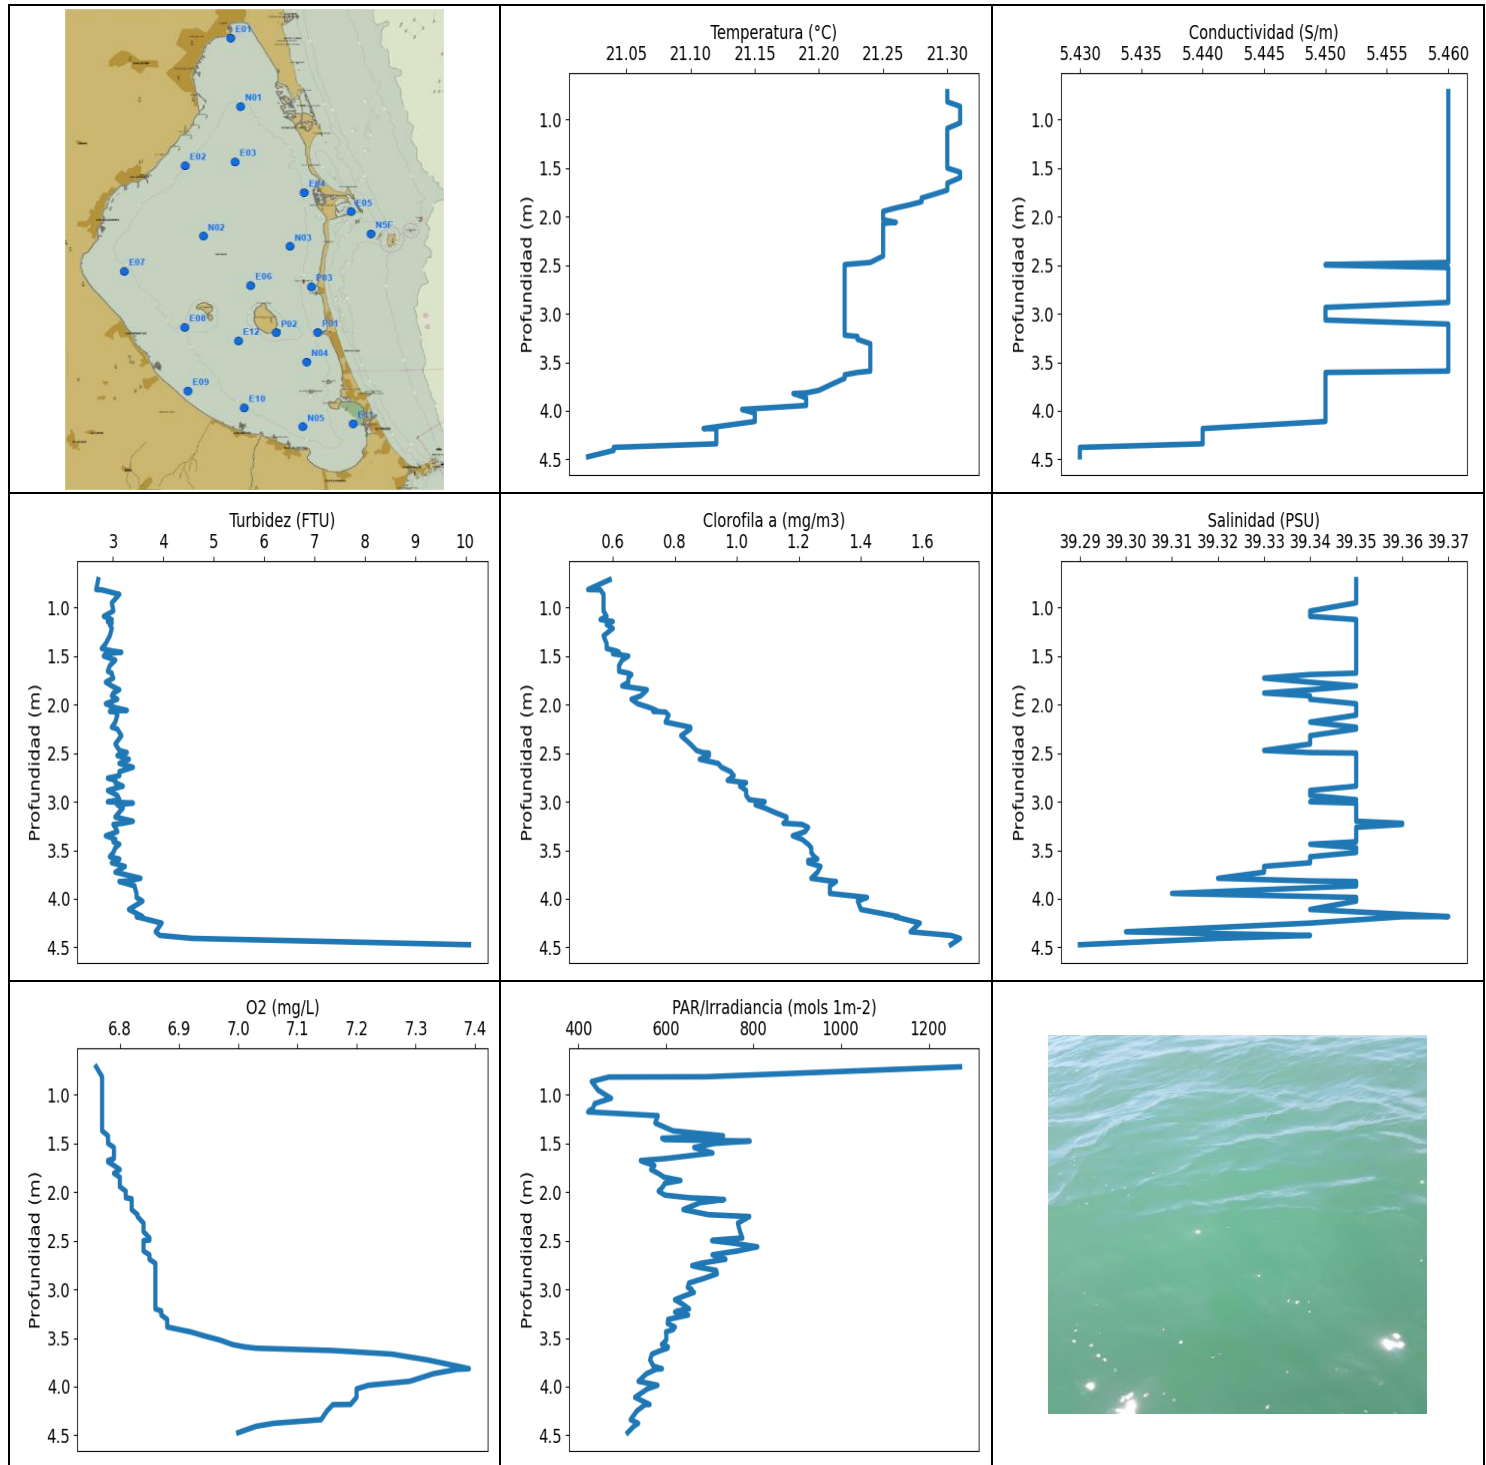 E01
N01
E02
E03
E04
E05
N5F
N02
N03
E07
E06
P03
E08
E12
P02
P01
N04
E09
E10
N05
E11
Temperatura (°C)
21.05 21.10 21.15 21.20 21.25 21.30
Profundidad (m)
1.0
1.5
2.0
2.5
3.0
3.5
4.0
4.5
Conductividad (S/m)
5.430 5.435 5.440 5.445 5.450 5.455 5.460
Profundidad (m)
1.0
1.5
2.0
2.5
3.0
3.5
4.0
4.5
Turbidez (FTU)
3 4 5 6 7 8 9 10
Profundidad (m)
1.0
1.5
2.0
2.5
3.0
3.5
4.0
4.5
Clorofila a (mg/m3)
0.6 0.8 1.0 1.2 1.4 1.6
Profundidad (m)
1.0
1.5
2.0
2.5
3.0
3.5
4.0
4.5
Salinidad (PSU)
39.29 39.30 39.31 39.32 39.33 39.34 39.35 39.36 39.37
Profundidad (m)
1.0
1.5
2.0
2.5
3.0
3.5
4.0
4.5
O2 (mg/L)
6.8 6.9 7.0 7.1 7.2 7.3 7.4
Profundidad (m)
1.0
1.5
2.0
2.5
3.0
3.5
4.0
4.5
PAR/Irradiancia (mols 1m-2)
400 600 800 1000 1200
Profundidad (m)
1.0
1.5
2.0
2.5
3.0
3.5
4.0
4.5